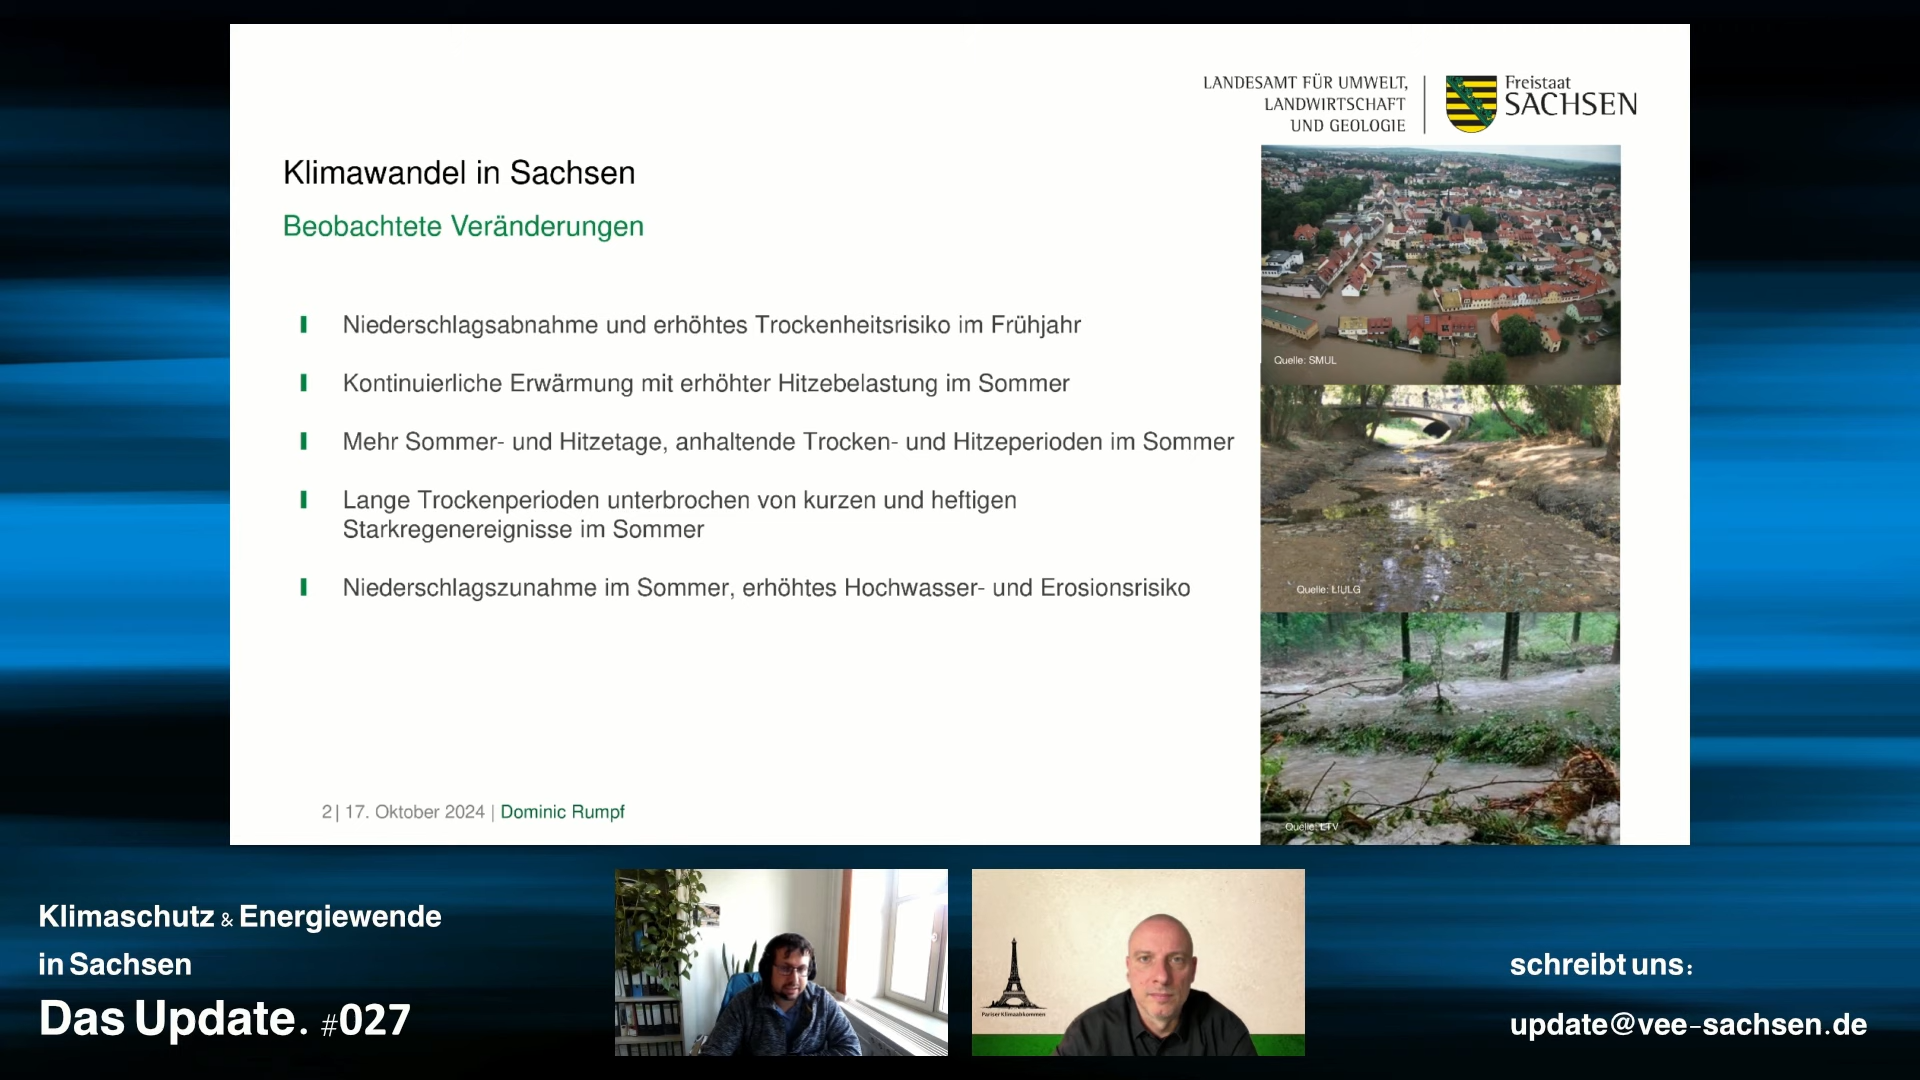 LANDESAMT FÜR UMWELT,
LANDWIRTSCHAFT
UND GEOLOGIE
Freistaat
SACHSEN
Klimawandel in Sachsen
Beobachtete Veränderungen
Niederschlagsabnahme und erhöhtes Trockenheitsrisiko im Frühjahr
Kontinuierliche Erwärmung mit erhöhter Hitzebelastung im Sommer
Mehr Sommer- und Hitzetage, anhaltende Trocken- und Hitzeperioden im Sommer
Lange Trockenperioden unterbrochen von kurzen und heftigen
Starkregenereignisse im Sommer
Niederschlagszunahme im Sommer, erhöhtes Hochwasser- und Erosionsrisiko
Quelle: SMUL
Quelle: LfULG
Quelle: LTV
2| 17. Oktober 2024 | Dominic Rumpf
Klimaschutz & Energiewende
in Sachsen
Das Update. #027
Pariser Klimaabkommen
schreibt uns:
update@vee-sachsen.de